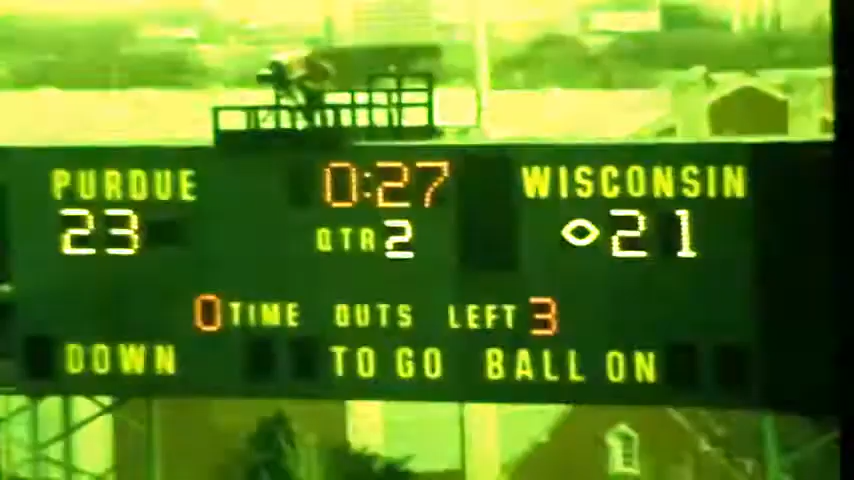 PURDUE 0:27 WISCONSIN
23 QTR 2 21
0 TIME OUTS LEFT 3
DOWN TO GO BALL ON